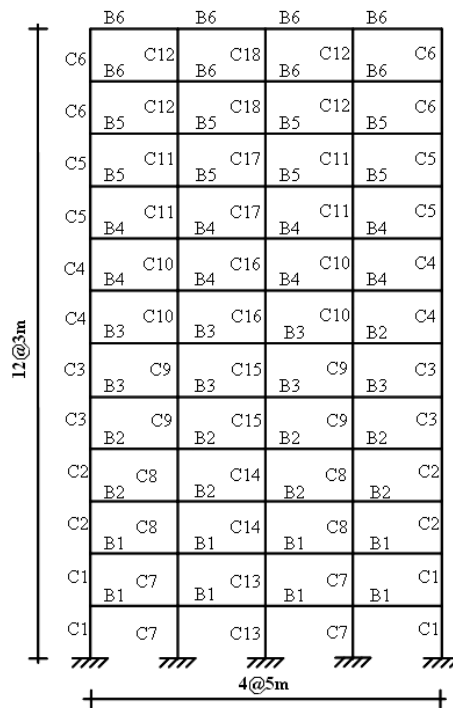 B6 B6 B6 B6
C6 C12 C18 C12 C6
B6 B6 B6 B6
C6 C12 C18 C12 C6
B5 B5 B5 B5
C5 C11 C17 C11 C5
B5 B5 B5 B5
C5 C11 C17 C11 C5
B4 B4 B4 B4
C4 C10 C16 C10 C4
B4 B4 B4 B4
C4 C10 C16 C10 C4
B3 B3 B3 B2
12@3m
C3 C9 C15 C9 C3
B3 B3 B3 B3
C3 C9 C15 C9 C3
B2 B2 B2 B2
C2 C8 C14 C8 C2
B2 B2 B2 B2
C2 C8 C14 C8 C2
B1 B1 B1 B1
C1 C7 C13 C7 C1
B1 B1 B1 B1
C1 C7 C13 C7 C1
4@5m